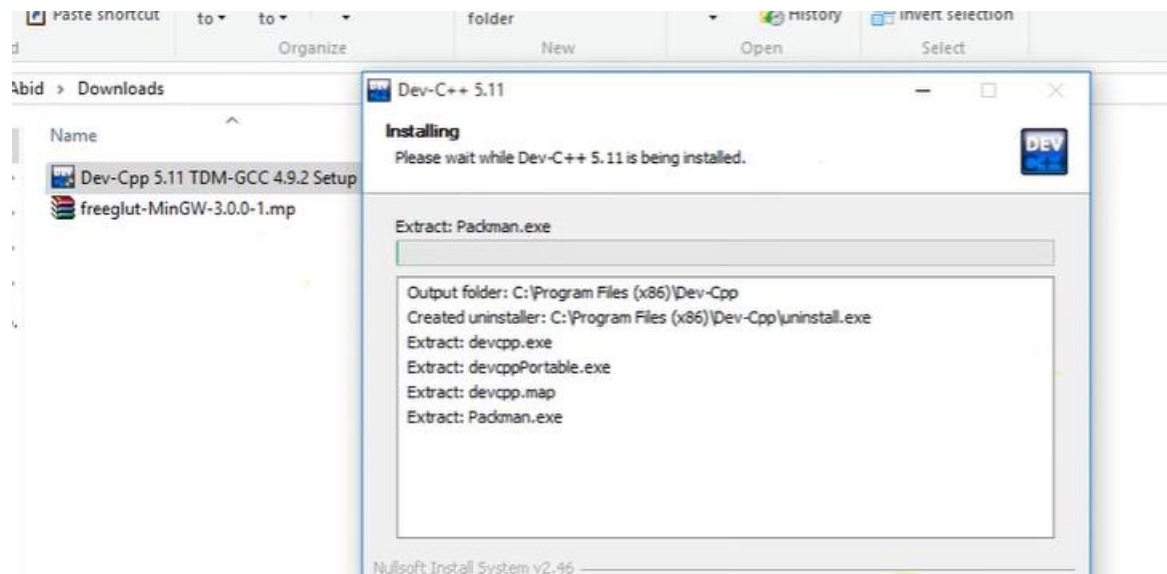 Paste shortcut
to to
folder
History
Invert selection
Organize
New
Open
Select
Abid > Downloads
Name
Dev-Cpp 5.11 TDM-GCC 4.9.2 Setup
freeglut-MinGW-3.0.0-1.mp
Dev-C++ 5.11
Installing
Please wait while Dev-C++ 5.11 is being installed.
DEV
C++
Extract: Packman.exe
Output folder: C:\Program Files (x86)\Dev-Cpp
Created uninstaller: C:\Program Files (x86)\Dev-Cpp\uninstall.exe
Extract: devcpp.exe
Extract: devcppPortable.exe
Extract: devcpp.map
Extract: Packman.exe
Nullsoft Install System v2.46